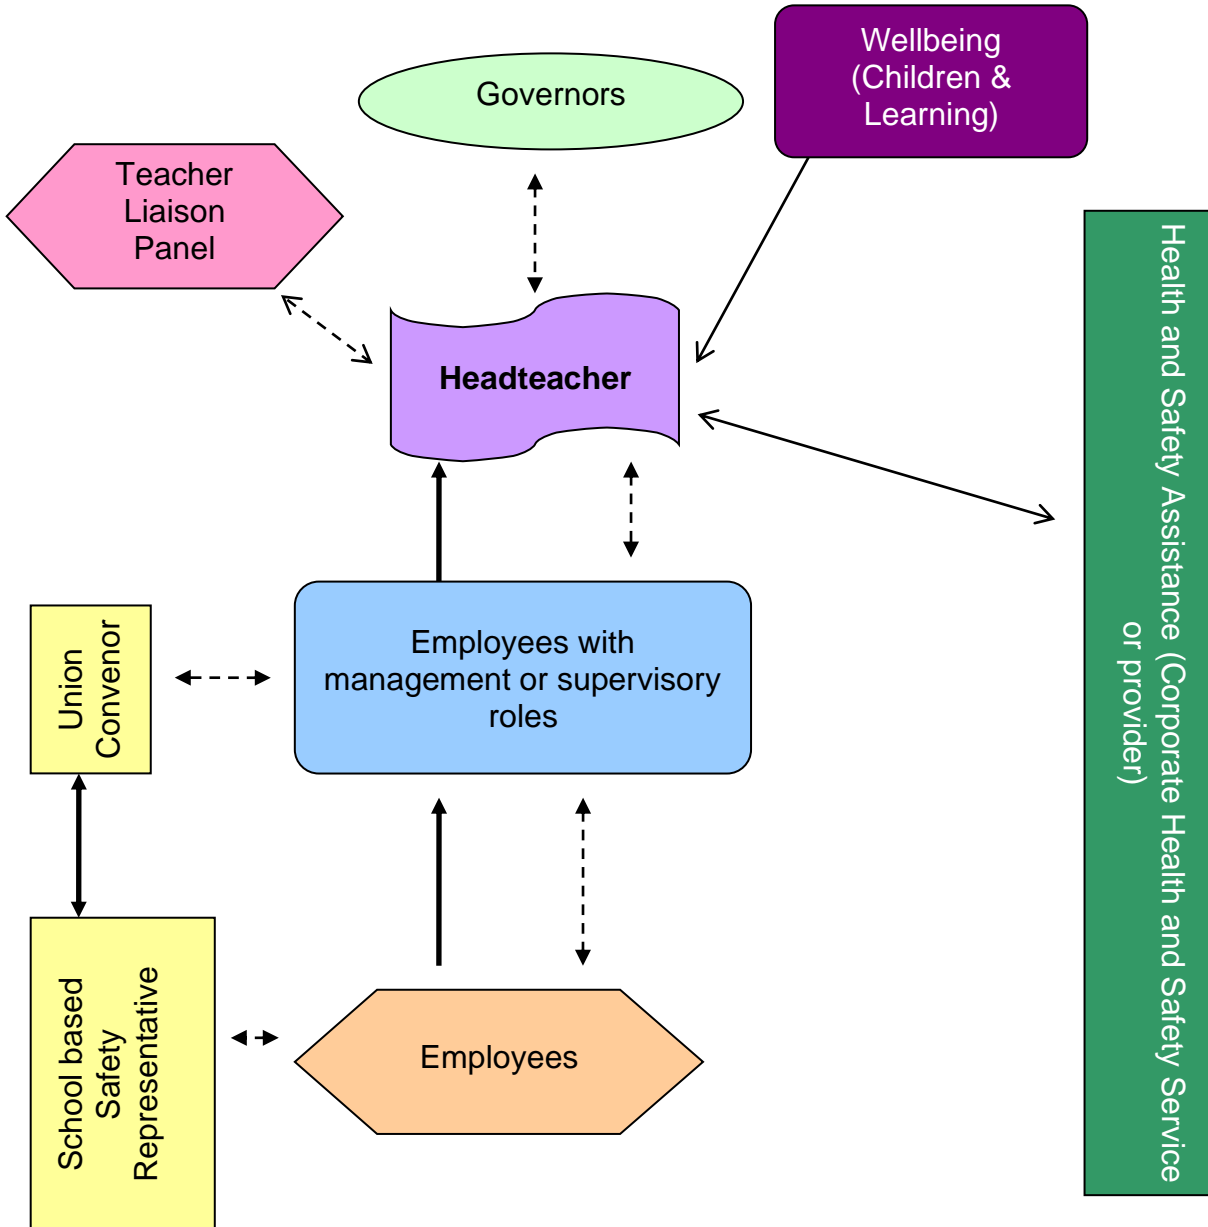 Wellbeing
(Children &
Learning)
Governors
Teacher
Liaison
Panel
Headteacher
Health and Safety Assistance (Corporate Health and Safety Service
or provider)
Employees with
management or supervisory
roles
Union
Convenor
School based
Safety
Representative
Employees